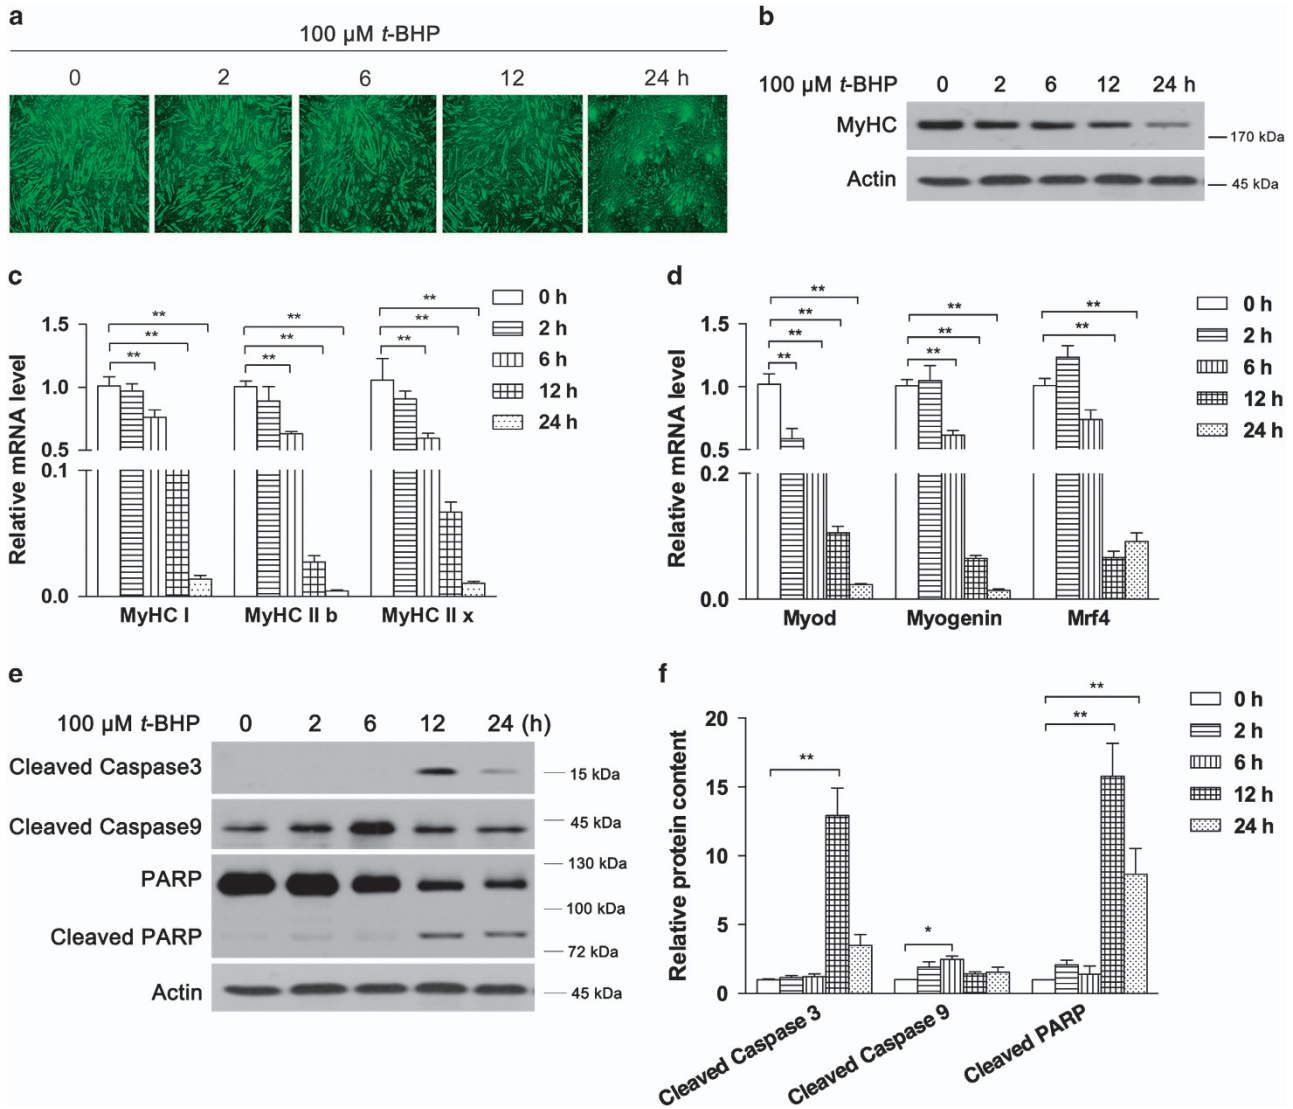 a
100 µM t-BHP
0 2 6 12 24 h
b
100 µM t-BHP 0 2 6 12 24 h
MyHC
170 kDa
Actin
45 kDa
c
Relative mRNA level
1.5
1.0
0.5
0.1
0.0
** ** **
** ** **
** ** **
MyHC I MyHC II b MyHC II x
0 h
2 h
6 h
12 h
24 h
d
Relative mRNA level
1.5
1.0
0.5
0.2
0.0
** ** ** **
** ** **
** **
Myod Myogenin Mrf4
0 h
2 h
6 h
12 h
24 h
e
100 µM t-BHP 0 2 6 12 24 (h)
Cleaved Caspase3
15 kDa
Cleaved Caspase9
45 kDa
PARP
130 kDa
100 kDa
Cleaved PARP
72 kDa
Actin
45 kDa
f
Relative protein content
20
15
10
5
0
**
*
**
**
Cleaved Caspase 3
Cleaved Caspase 9
Cleaved PARP
0 h
2 h
6 h
12 h
24 h